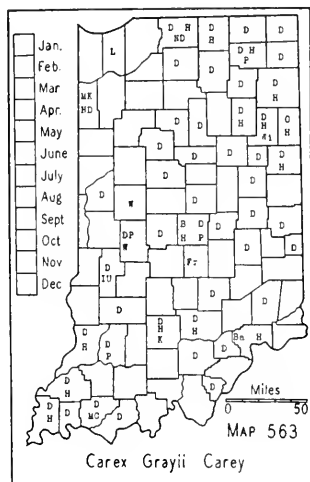 Jan.
Feb.
Mar
Apr.
May
June
July
Aug
Sept
Oct
Nov
Dec
L
D H
ND
D
H
D
D
MK
ND
D
D
D H
P
D
D
H
D
D
D
H
D
H
O
H
D
D
D
D
D
H
D
D
D
D
W
D
D
D
DP
W
D
B
H
D
P
D
D
D
D
IU
D
D
D
H
K
D
H
D
H
D
P
D
D
Bn
H
D
D
H
D
D
H
D
D
MC
D
Miles
0
50
MAP 563
Carex Grayii Carey